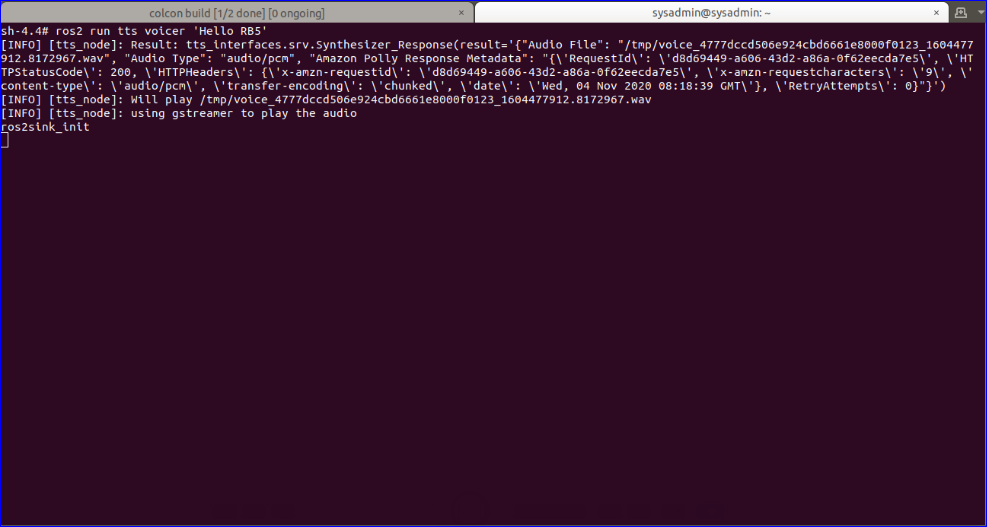 colcon build [1/2 done] [0 ongoing] × sysadmin@sysadmin: ~ ×
sh-4.4# ros2 run tts voicer 'Hello RB5'
[INFO] [tts_node]: Result: tts_interfaces.srv.Synthesizer_Response(result='{"Audio File": "/tmp/voice_4777dccd506e924cbd6661e8000f0123_1604477
912.8172967.wav", "Audio Type": "audio/pcm", "Amazon Polly Response Metadata": "{\'RequestId\': \'d8d69449-a606-43d2-a86a-0f62eecda7e5\', \'HT
TPStatusCode\': 200, \'HTTPHeaders\': {\'x-amzn-requestid\': \'d8d69449-a606-43d2-a86a-0f62eecda7e5\', \'x-amzn-requestcharacters\': \'9\', \'
content-type\': \'audio/pcm\', \'transfer-encoding\': \'chunked\', \'date\': \'Wed, 04 Nov 2020 08:18:39 GMT\'}, \'RetryAttempts\': 0}"}')
[INFO] [tts_node]: Will play /tmp/voice_4777dccd506e924cbd6661e8000f0123_1604477912.8172967.wav
[INFO] [tts_node]: using gstreamer to play the audio
ros2sink_init